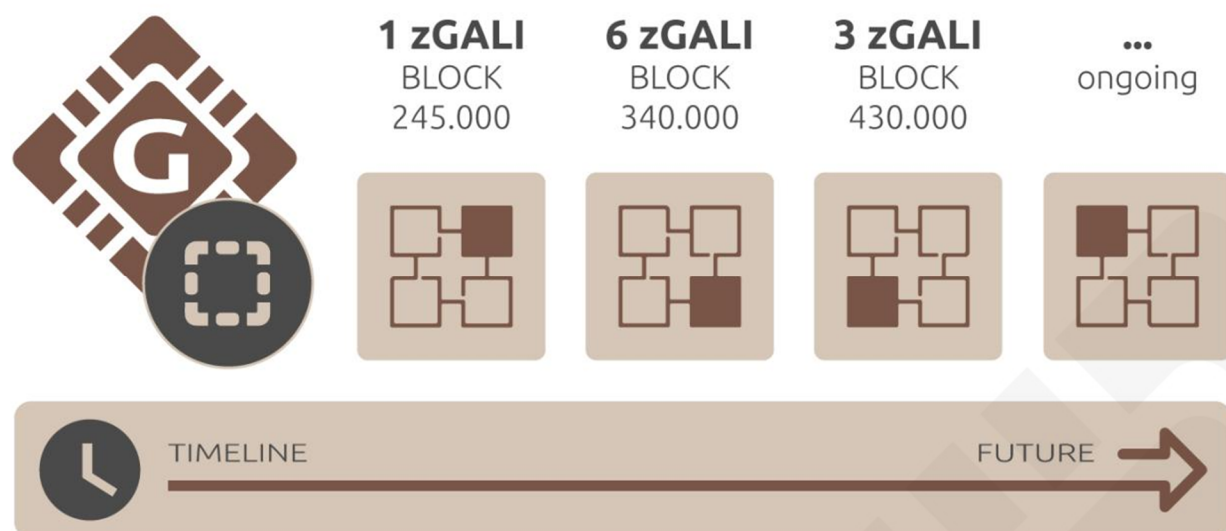 G
1 zGALI
BLOCK
245.000
6 zGALI
BLOCK
340.000
3 zGALI
BLOCK
430.000
...
ongoing
TIMELINE
FUTURE